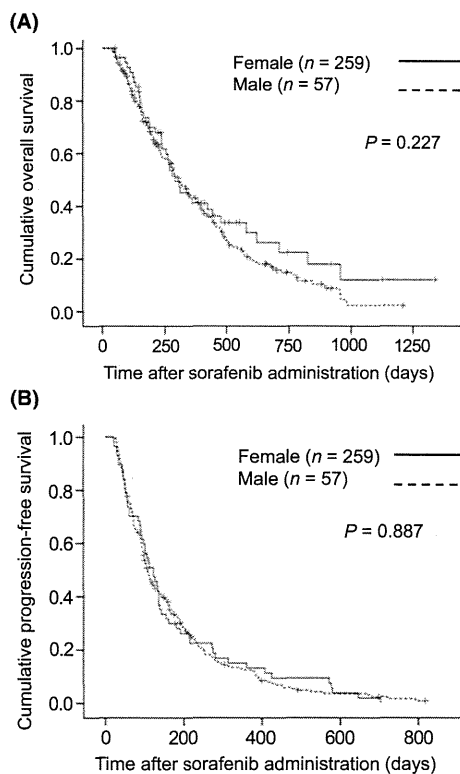 (A)
Cumulative overall survival
1.0
0.8
0.6
0.4
0.2
0.0
Female (n = 259)
Male (n = 57)
P = 0.227
0 250 500 750 1000 1250
Time after sorafenib administration (days)
(B)
Cumulative progression-free survival
1.0
0.8
0.6
0.4
0.2
0.0
Female (n = 259)
Male (n = 57)
P = 0.887
0 200 400 600 800
Time after sorafenib administration (days)